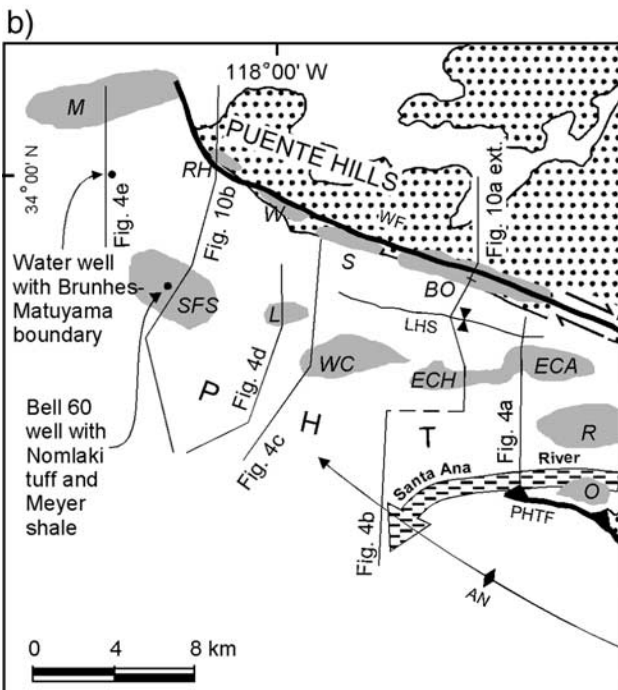 b)
118°00' W
34°00' N
M
PUENTE HILLS
RH
W
WF
Fig. 10a ext.
Fig. 4e
Fig. 10b
S
BO
Water well
with Brunhes-
Matuyama
boundary
SFS
L
LHS
WC
ECH
ECA
P
Fig. 4d
H
T
Fig. 4a
R
Bell 60
well with
Nomlaki
tuff and
Meyer
shale
Fig. 4c
Santa Ana River
O
PHTF
Fig. 4b
AN
0 4 8 km